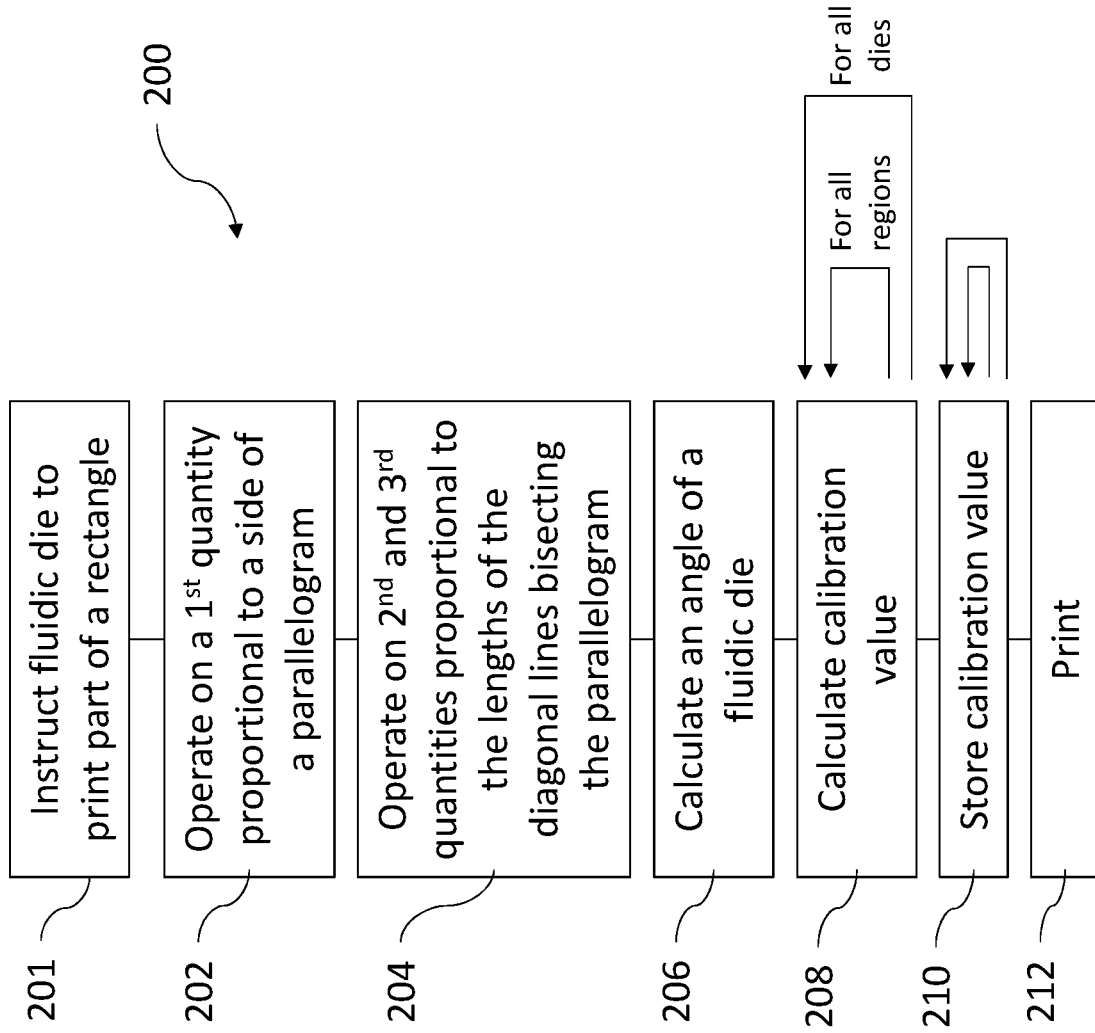 200
201
Instruct fluidic die to
print part of a rectangle
202
Operate on a 1st quantity
proportional to a side of
a parallelogram
204
Operate on 2nd and 3rd
quantities proportional to
the lengths of the
diagonal lines bisecting
the parallelogram
206
Calculate an angle of a
fluidic die
208
Calculate calibration
value
For all
regions
For all
dies
210
Store calibration value
212
Print